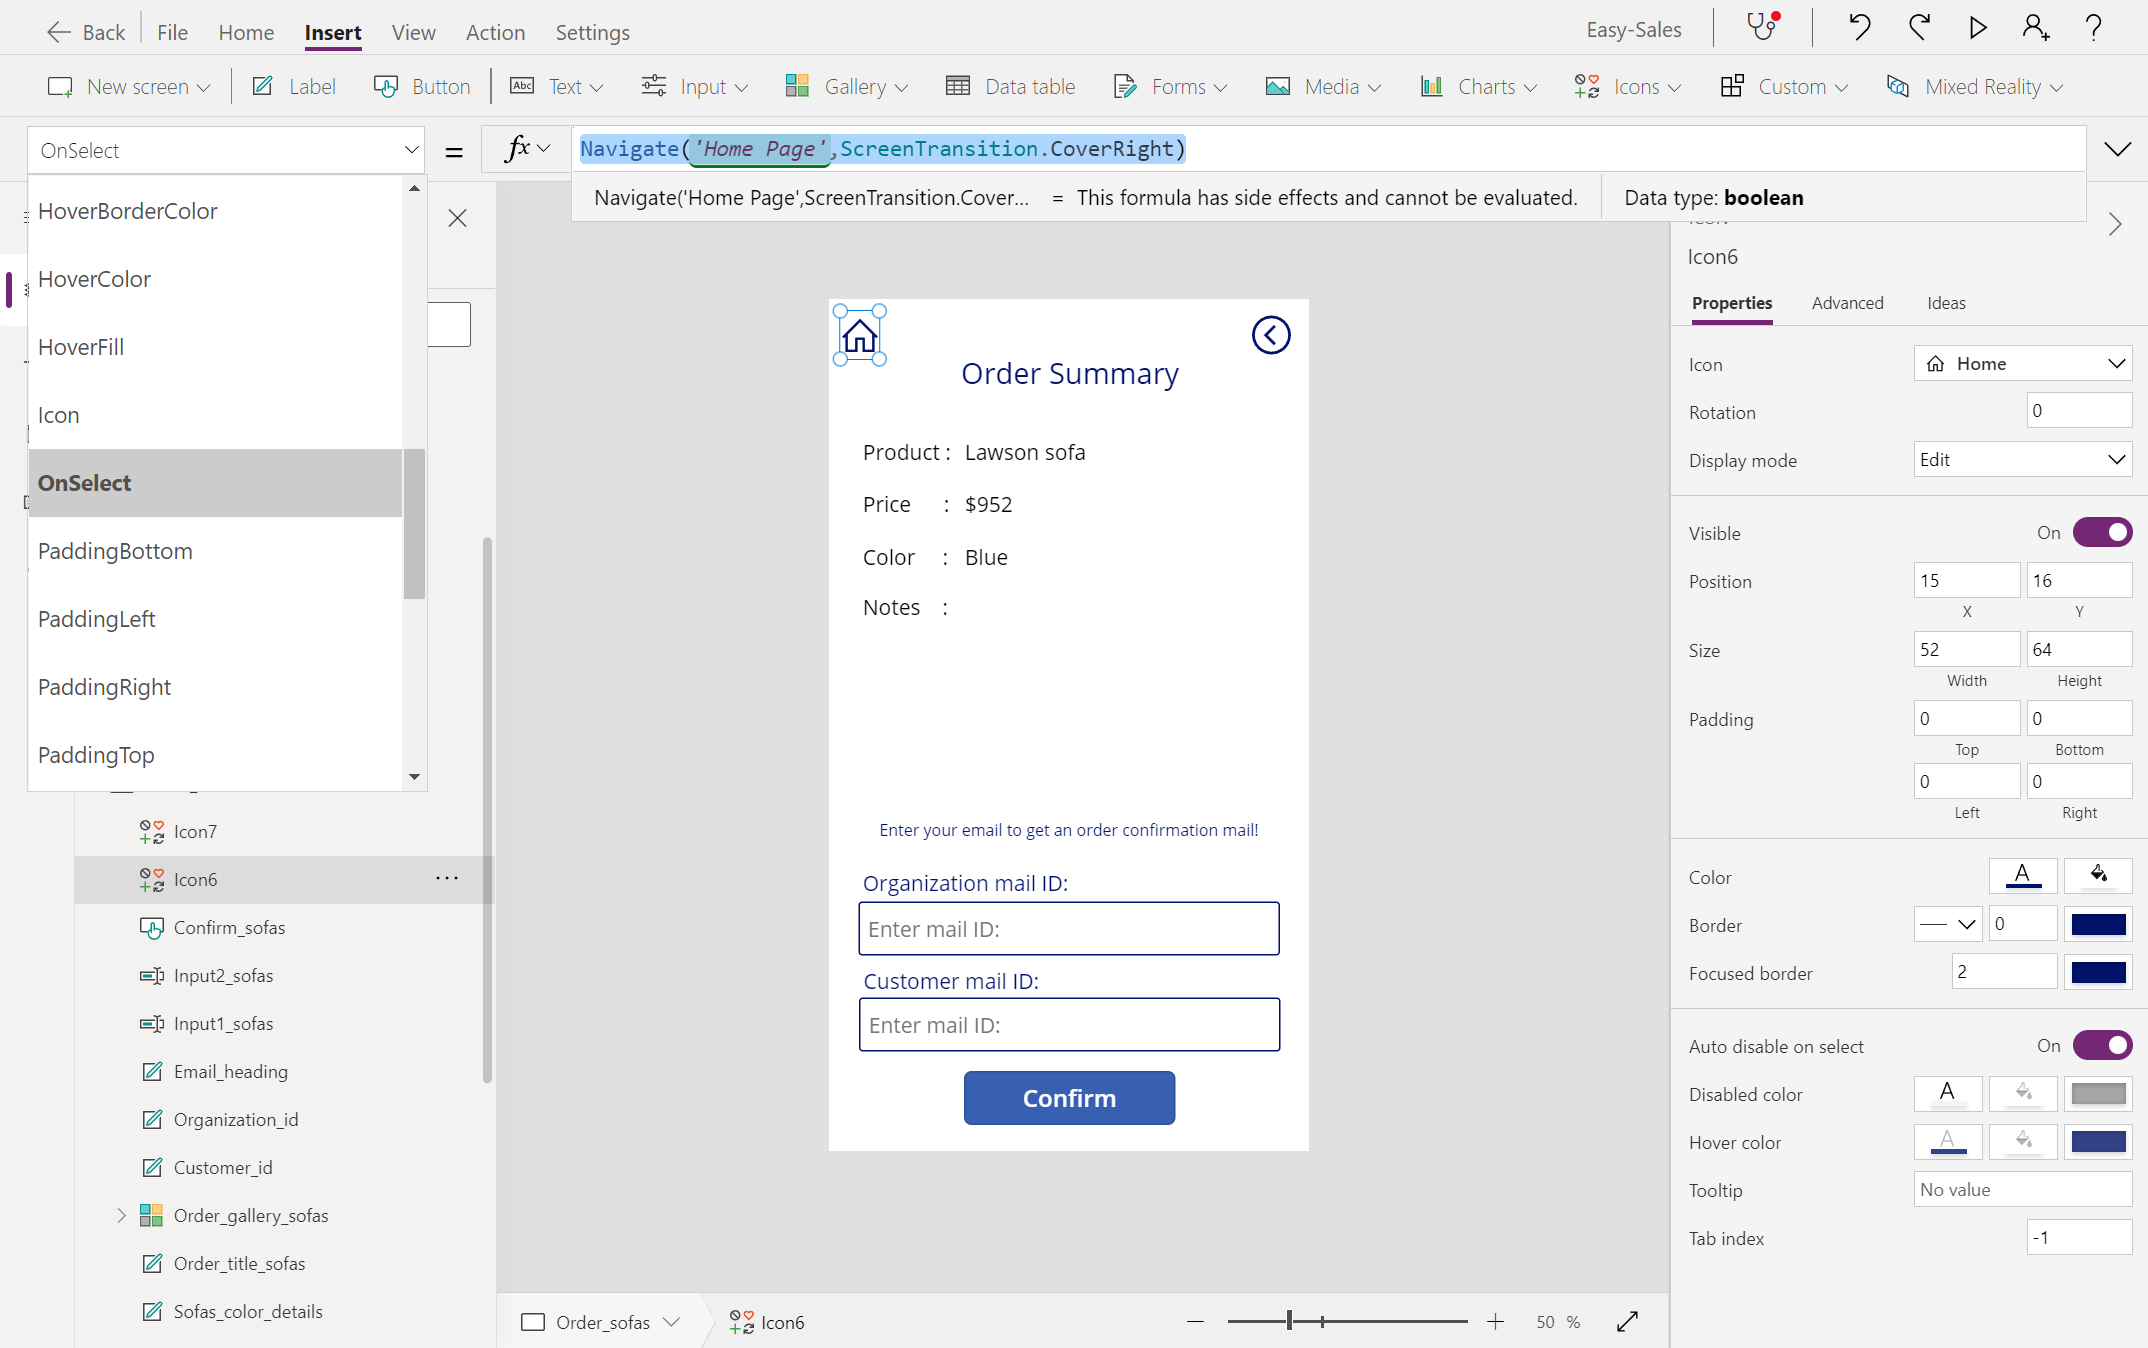 Back File Home Insert View Action Settings Easy-Sales
New screen Label Button Abc Text Input Gallery Data table Forms Media Charts Icons Custom Mixed Reality
OnSelect = fx Navigate('Home Page',ScreenTransition.CoverRight)
Navigate('Home Page',ScreenTransition.Cover... = This formula has side effects and cannot be evaluated. Data type: boolean
HoverBorderColor
HoverColor
HoverFill
Icon
OnSelect
PaddingBottom
PaddingLeft
PaddingRight
PaddingTop
Icon7
Icon6 ...
Confirm_sofas
Input2_sofas
Input1_sofas
Email_heading
Organization_id
Customer_id
Order_gallery_sofas
Order_title_sofas
Sofas_color_details
Order Summary
Product : Lawson sofa
Price : $952
Color : Blue
Notes :
Enter your email to get an order confirmation mail!
Organization mail ID:
Enter mail ID:
Customer mail ID:
Enter mail ID:
Confirm
Order_sofas Icon6 50 %
Icon6
Properties Advanced Ideas
Icon Home
Rotation 0
Display mode Edit
Visible On
Position 15 16
X Y
Size 52 64
Width Height
Padding 0 0
Top Bottom
0 0
Left Right
Color A
Border 0
Focused border 2
Auto disable on select On
Disabled color A
Hover color A
Tooltip No value
Tab index -1